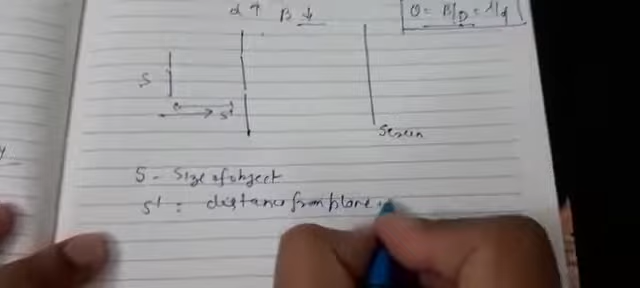 d ↑ β ↓
θ = β/D = λ/d
S
S'
Screen
S - Size of object
S' : distance from plane